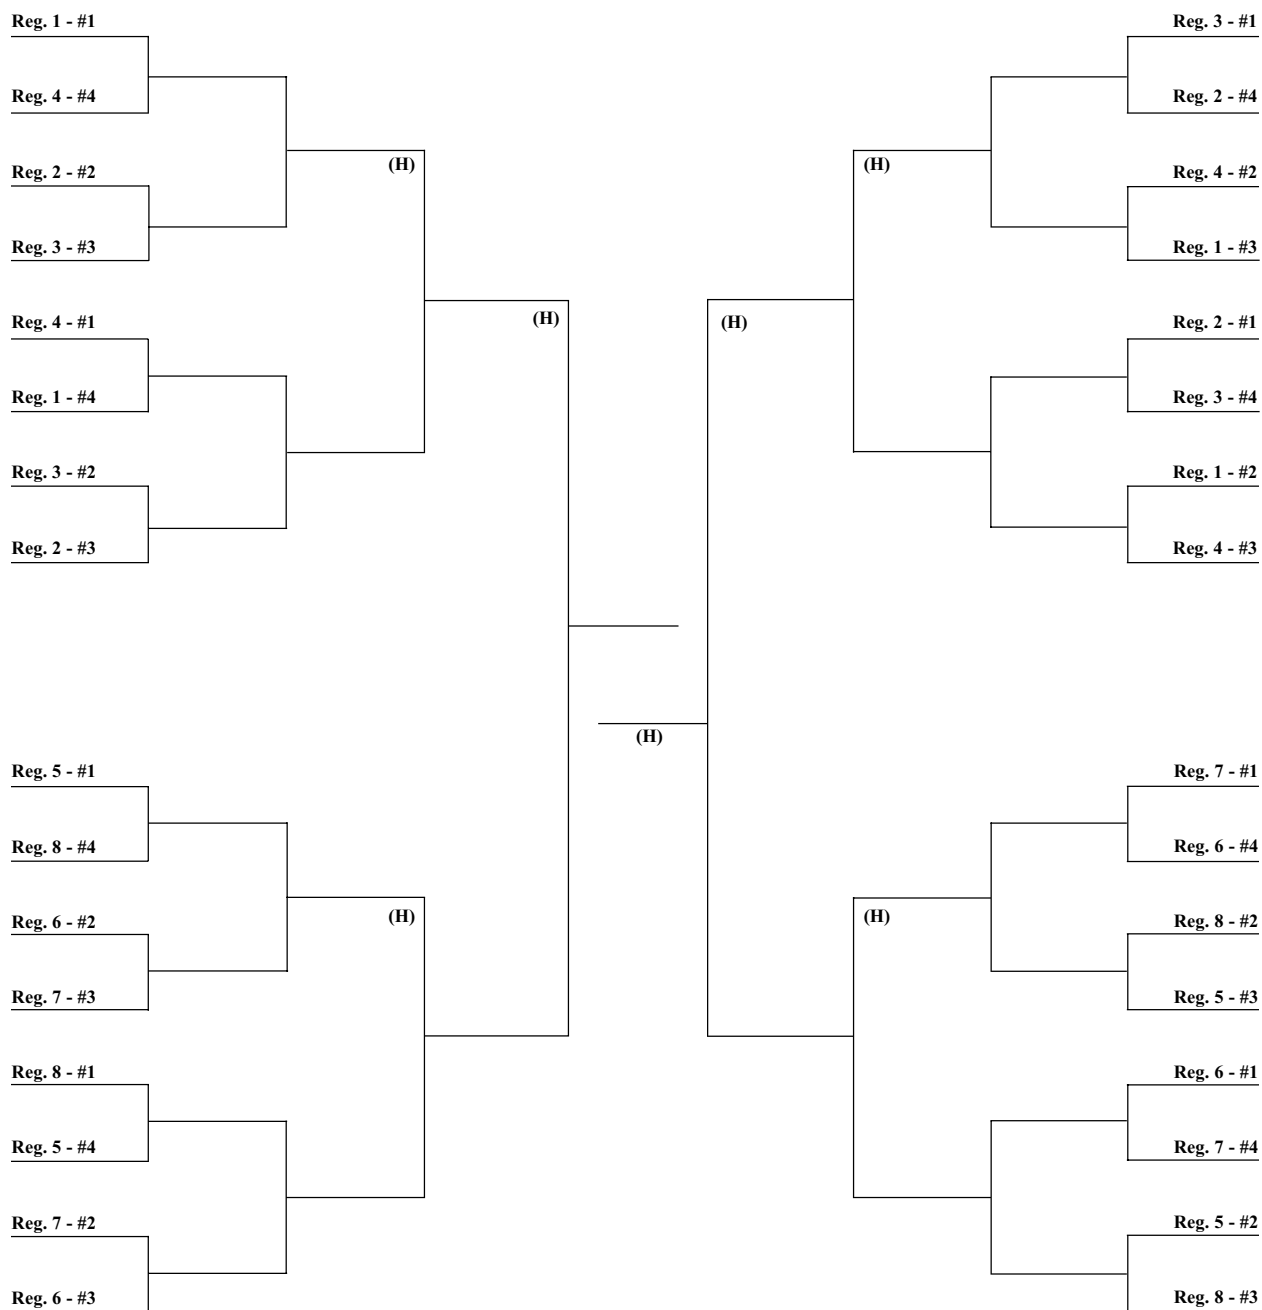 Reg. 1 - #1
Reg. 4 - #4
Reg. 2 - #2
(H)
Reg. 3 - #3
Reg. 4 - #1
(H)
Reg. 1 - #4
Reg. 3 - #2
Reg. 2 - #3
Reg. 5 - #1
Reg. 8 - #4
Reg. 6 - #2
(H)
Reg. 7 - #3
Reg. 8 - #1
Reg. 5 - #4
Reg. 7 - #2
Reg. 6 - #3
(H)
Reg. 3 - #1
Reg. 2 - #4
(H)
Reg. 4 - #2
Reg. 1 - #3
(H)
Reg. 2 - #1
Reg. 3 - #4
Reg. 1 - #2
Reg. 4 - #3
Reg. 7 - #1
Reg. 6 - #4
(H)
Reg. 8 - #2
Reg. 5 - #3
Reg. 6 - #1
Reg. 7 - #4
Reg. 5 - #2
Reg. 8 - #3